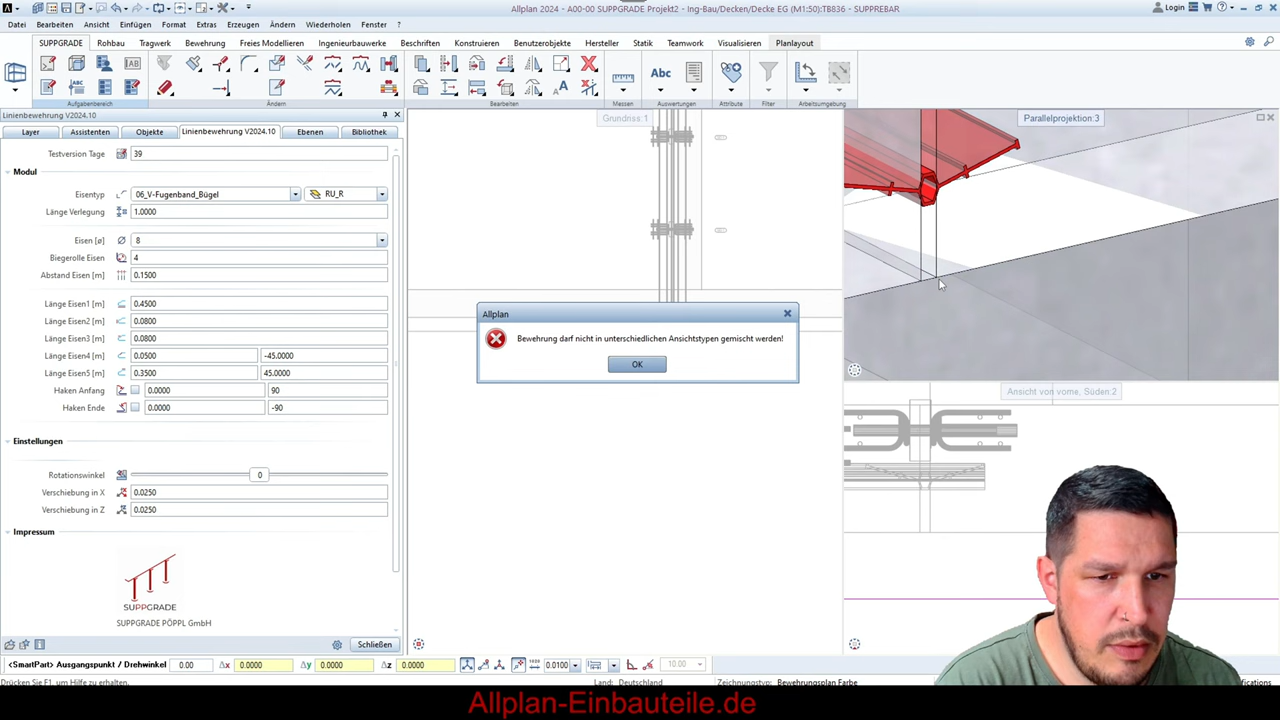 Allplan 2024 - A00-00 SUPPGRADE Projekt2 - Ing-Bau/Decken/Decke EG (M1:50):TB836 - SUPPREBAR
Login
Datei Bearbeiten Einfügen Format Extras Erzeugen Ändern Wiederholen Fenster ?
SUPPGRADE Rohbau Tragwerk Bewehrung Freies Modellieren Ingenieurbauwerke Beschriften Konstruieren Benutzerobjekte Hersteller Statik Teamwork Visualisieren Planlayout
Abc
Aufgabenbereich Ändern Bearbeiten Messen Auswertungen Attribute Filter Arbeitsumgebung
Linienbewehrung V2024.10
Layer Assistenten Objekte Linienbewehrung V2024.10 Ebenen Bibliothek
Testversion Tage 39
Modul
Eisentyp 06_V-Fugenband_Bügel RU_R
Länge Verlegung 1.0000
Eisen [ø] 8
Biegerolle Eisen 4
Abstand Eisen [m] 0.1500
Länge Eisen1 [m] 0.4500
Länge Eisen2 [m] 0.0800
Länge Eisen3 [m] 0.0800
Länge Eisen4 [m] 0.0500 -45.0000
Länge Eisen5 [m] 0.3500 45.0000
Haken Anfang 0.0000 90
Haken Ende 0.0000 -90
Einstellungen
Rotationswinkel 0
Verschiebung in X 0.0250
Verschiebung in Z 0.0250
Impressum
SUPPGRADE
SUPPGRADE PÖPPL GmbH
Schließen
Grundriss:1
Parallelprojektion:3
Ansicht von vorne, Süden:2
Allplan
Bewehrung darf nicht in unterschiedlichen Ansichtstypen gemischt werden!
OK
<SmartPart> Ausgangspunkt / Drehwinkel 0.00 Δx 0.0000 Δy 0.0000 Δz 0.0000 0.0100 10.00
Drücken Sie F1, um Hilfe zu erhalten.
Land: Deutschland
Zeichnungstyp: Bewehrungsplan Farbe
Allplan-Einbauteile.de